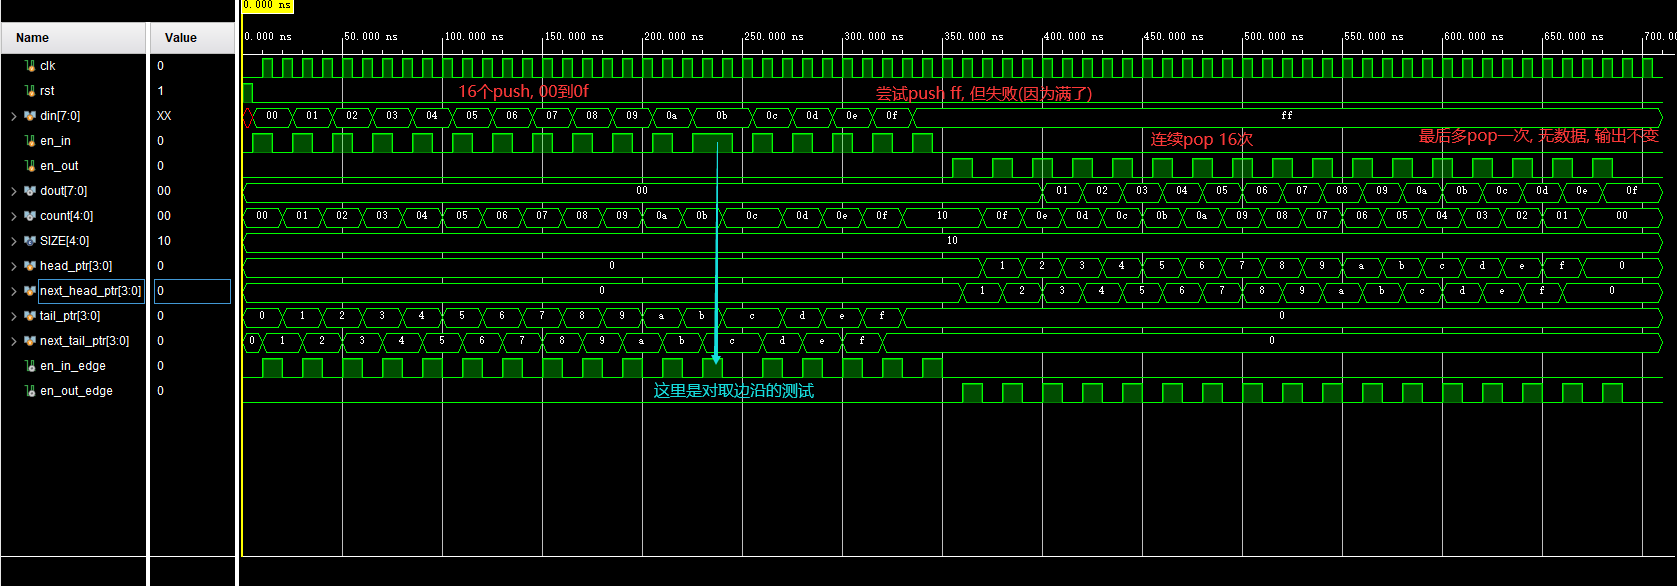 0.000 ns
Name Value 0.000 ns 50.000 ns 100.000 ns 150.000 ns 200.000 ns 250.000 ns 300.000 ns 350.000 ns 400.000 ns 450.000 ns 500.000 ns 550.000 ns 600.000 ns 650.000 ns 700.00
clk 0
rst 1 16个push, 00到0f 尝试push ff, 但失败(因为满了)
din[7:0] XX 00 01 02 03 04 05 06 07 08 09 0a 0b 0c 0d 0e 0f ff
en_in 0 连续pop 16次 最后多pop一次, 无数据, 输出不变
en_out 0
dout[7:0] 00 00 01 02 03 04 05 06 07 08 09 0a 0b 0c 0d 0e 0f
count[4:0] 00 00 01 02 03 04 05 06 07 08 09 0a 0b 0c 0d 0e 0f 10 0f 0e 0d 0c 0b 0a 09 08 07 06 05 04 03 02 01 00
SIZE[4:0] 10 10
head_ptr[3:0] 0 0 1 2 3 4 5 6 7 8 9 a b c d e f 0
next_head_ptr[3:0] 0 0 1 2 3 4 5 6 7 8 9 a b c d e f 0
tail_ptr[3:0] 0 0 1 2 3 4 5 6 7 8 9 a b c d e f 0
next_tail_ptr[3:0] 0 0 1 2 3 4 5 6 7 8 9 a b c d e f 0
en_in_edge 0
en_out_edge 0 这里是对取边沿的测试